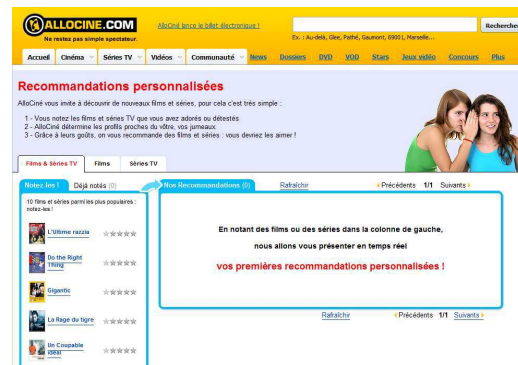 ALLOCINE.COM
Ne restez pas simple spectateur.
AlloCiné lance le billet électronique !
Ex. : Au-delà, Glee, Pathé, Gaumont, 69001, Marseille...
Rechercher
Accueil Cinéma Séries TV Vidéos Communauté News Dossiers DVD VOD Stars Jeux vidéo Concours Plus
Recommandations personnalisées
AlloCiné vous invite à découvrir de nouveaux films et séries, pour cela c'est très simple :
1 - Vous notez les films et séries TV que vous avez adorés ou détestés
2 - AlloCiné détermine les profils proches du vôtre, vos jumeaux
3 - Grâce à leurs goûts, on vous recommande des films et séries : vous devriez les aimer !
Films & Séries TV Films Séries TV
Notez-les ! Déjà notés (0)
Nos Recommandations (0) Rafraîchir Précédents 1/1 Suivants
10 films et séries parmi les plus populaires :
notez-les !
L'Ultime razzia
Do the Right
Thing
Gigantic
La Rage du tigre
Un Coupable
idéal
En notant des films ou des séries dans la colonne de gauche,
nous allons vous présenter en temps réel
vos premières recommandations personnalisées !
Rafraîchir Précédents 1/1 Suivants